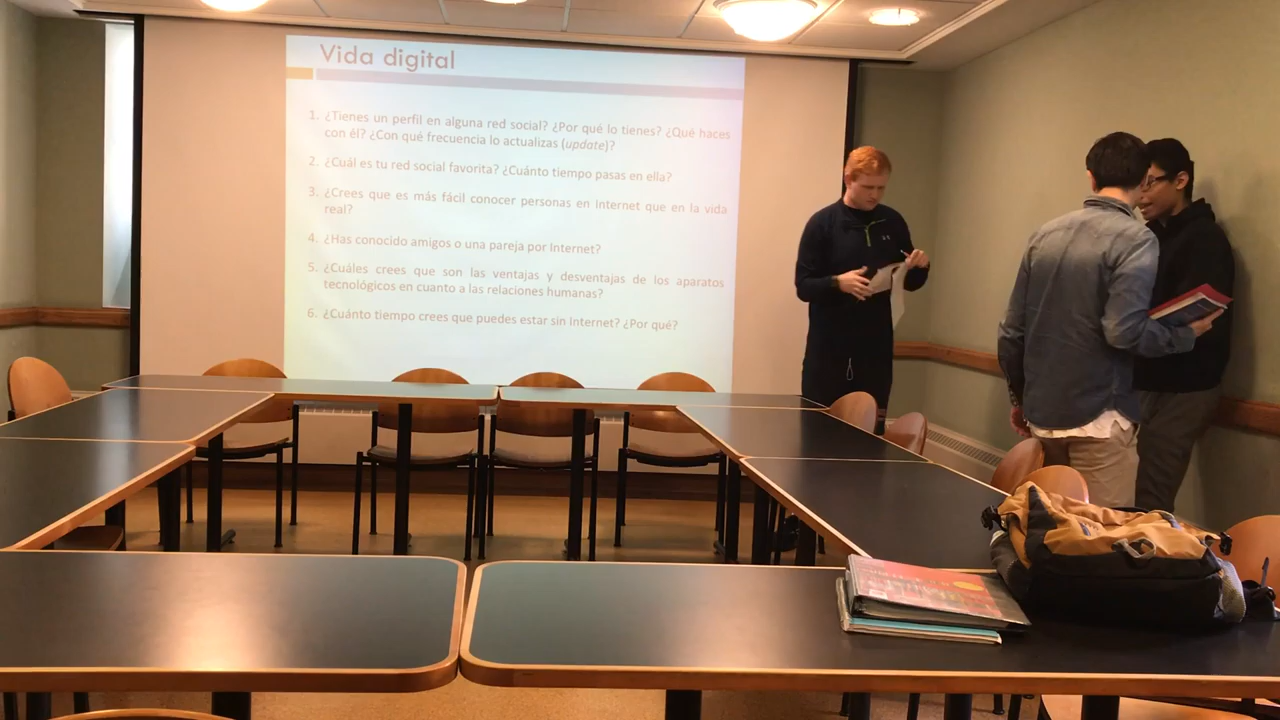 Vida digital
1. ¿Tienes un perfil en alguna red social? ¿Por qué lo tienes? ¿Qué haces
con él? ¿Con qué frecuencia lo actualizas (update)?
2. ¿Cuál es tu red social favorita? ¿Cuánto tiempo pasas en ella?
3. ¿Crees que es más fácil conocer personas en Internet que en la vida
real?
4. ¿Has conocido amigos o una pareja por Internet?
5. ¿Cuáles crees que son las ventajas y desventajas de los aparatos
tecnológicos en cuanto a las relaciones humanas?
6. ¿Cuánto tiempo crees que puedes estar sin Internet? ¿Por qué?